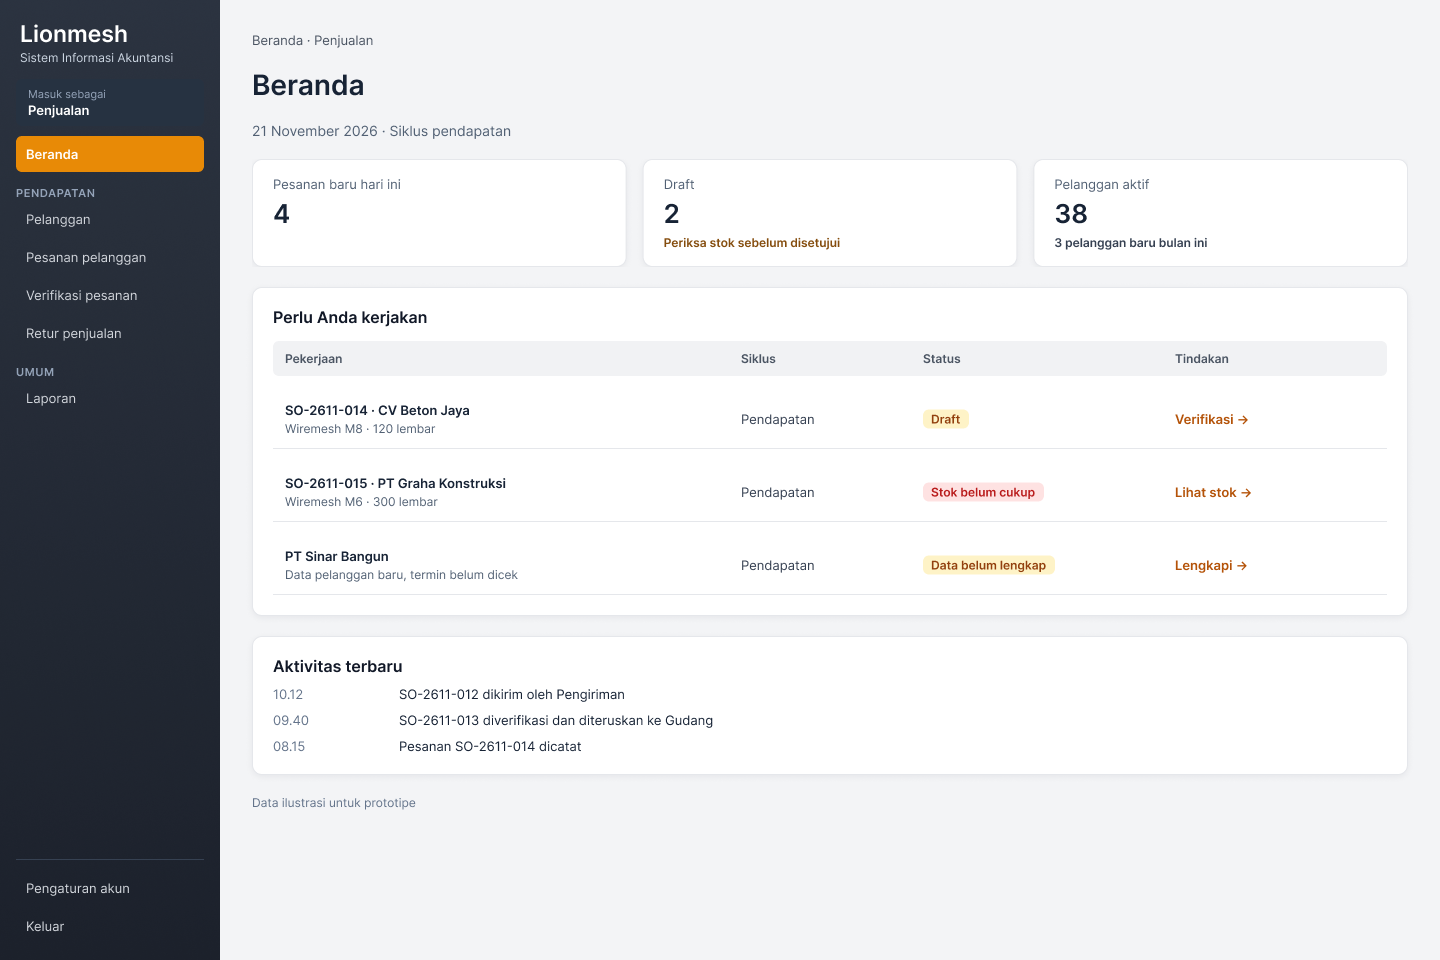 Lionmesh
Sistem Informasi Akuntansi
Masuk sebagai
Penjualan
Beranda
PENDAPATAN
Pelanggan
Pesanan pelanggan
Verifikasi pesanan
Retur penjualan
UMUM
Laporan
Pengaturan akun
Keluar
Beranda · Penjualan
Beranda
21 November 2026 · Siklus pendapatan
Pesanan baru hari ini
4
Draft
2
Periksa stok sebelum disetujui
Pelanggan aktif
38
3 pelanggan baru bulan ini
Perlu Anda kerjakan
Pekerjaan Siklus Status Tindakan
SO-2611-014 · CV Beton Jaya
Wiremesh M8 · 120 lembar
Pendapatan Draft Verifikasi →
SO-2611-015 · PT Graha Konstruksi
Wiremesh M6 · 300 lembar
Pendapatan Stok belum cukup Lihat stok →
PT Sinar Bangun
Data pelanggan baru, termin belum dicek
Pendapatan Data belum lengkap Lengkapi →
Aktivitas terbaru
10.12 SO-2611-012 dikirim oleh Pengiriman
09.40 SO-2611-013 diverifikasi dan diteruskan ke Gudang
08.15 Pesanan SO-2611-014 dicatat
Data ilustrasi untuk prototipe